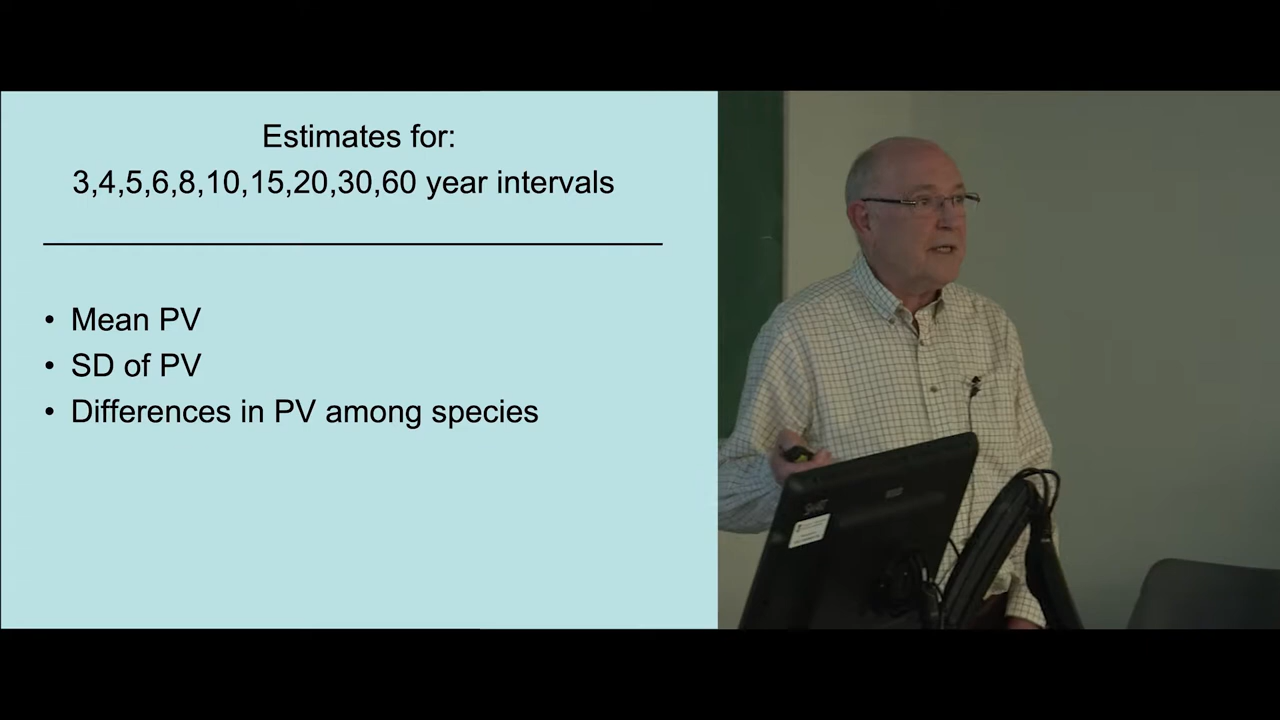 Estimates for:
3,4,5,6,8,10,15,20,30,60 year intervals
• Mean PV
• SD of PV
• Differences in PV among species